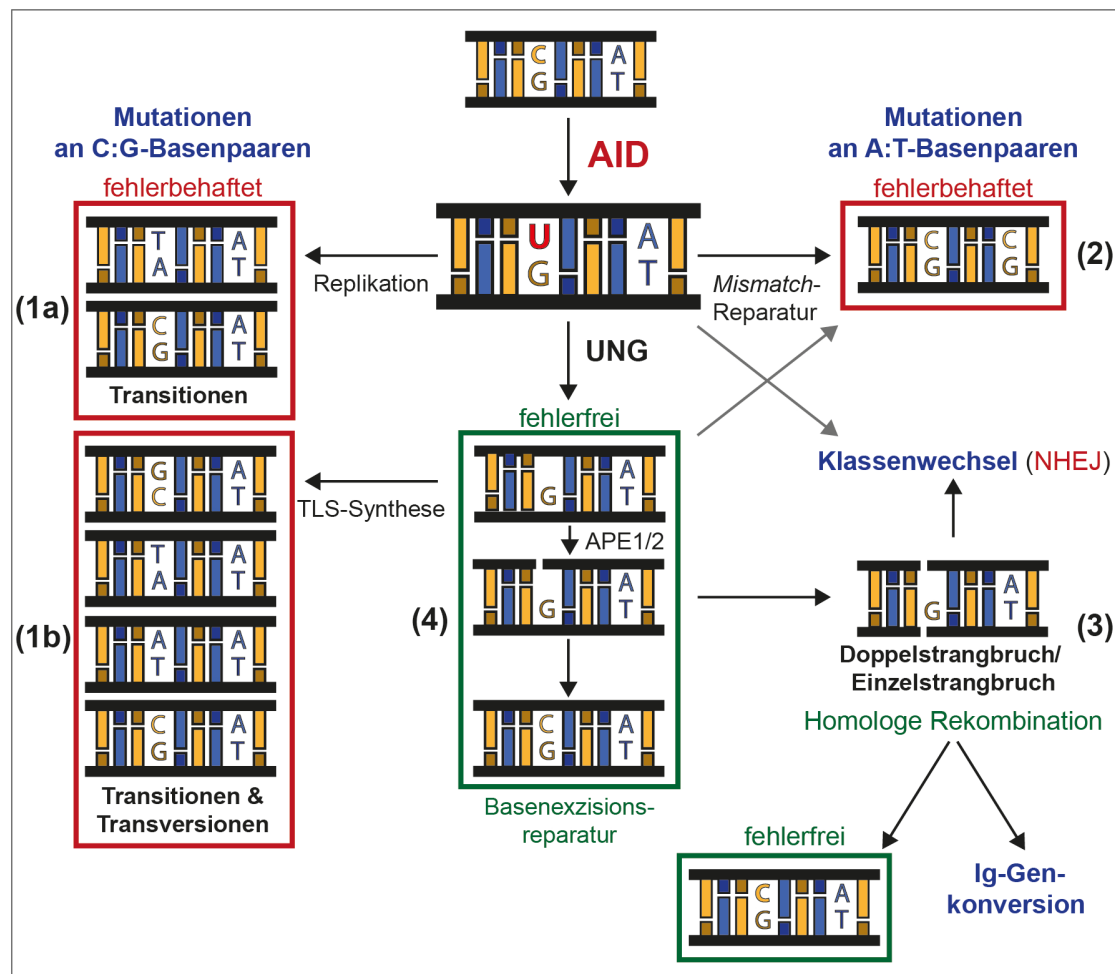 C A
G T
AID
Mutationen
an C:G-Basenpaaren
fehlerbehaftet
T A
A T
(1a)
C A
G T
Transitionen
Replikation
U A
G T
Mismatch-
Reparatur
Mutationen
an A:T-Basenpaaren
fehlerbehaftet
C C
G G
(2)
UNG
fehlerfrei
A
G T
APE1/2
A
G T
(4)
C A
G T
Basenexzisions-
reparatur
TLS-Synthese
G A
C T
T A
A T
(1b)
A A
T T
C A
G T
Transitionen &
Transversionen
Klassenwechsel (NHEJ)
A
G T
(3)
Doppelstrangbruch/
Einzelstrangbruch
Homologe Rekombination
fehlerfrei
C A
G T
Ig-Gen-
konversion